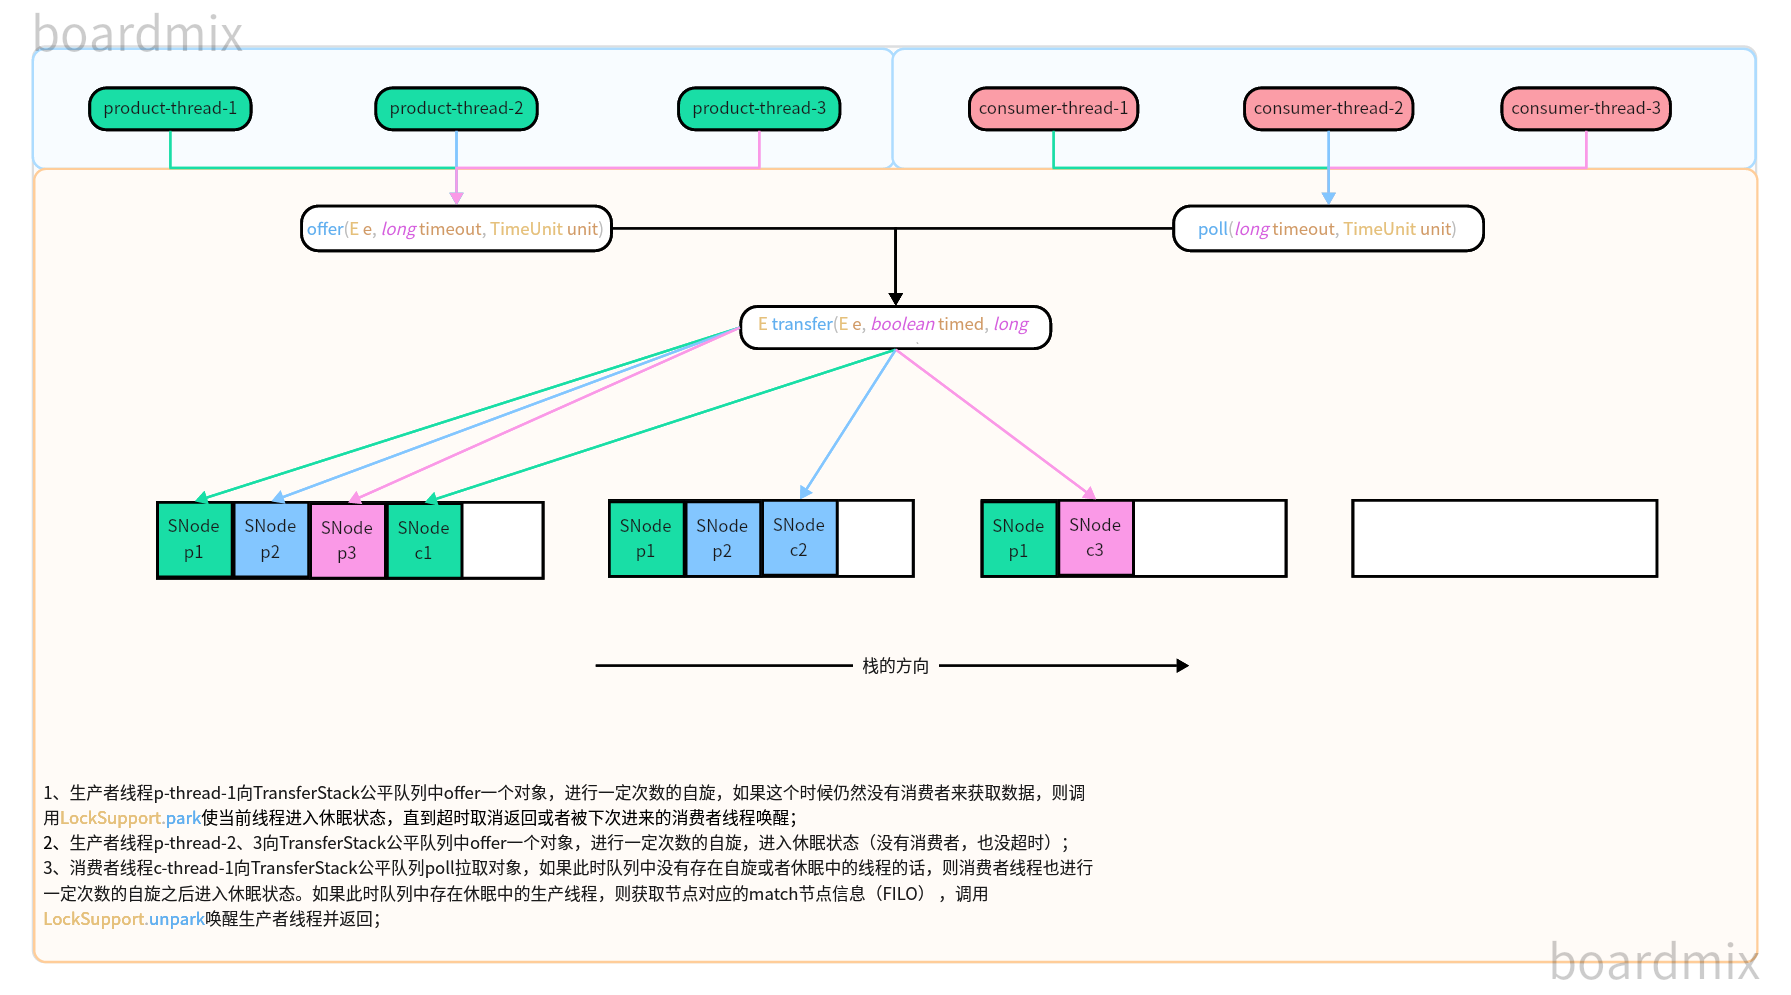 boardmix
product-thread-1
product-thread-2
product-thread-3
consumer-thread-1
consumer-thread-2
consumer-thread-3
offer(E e, long timeout, TimeUnit unit)
poll(long timeout, TimeUnit unit)
E transfer(E e, boolean timed, long
SNode
p1
SNode
p2
SNode
p3
SNode
c1
SNode
p1
SNode
p2
SNode
c2
SNode
p1
SNode
c3
栈的方向
1、生产者线程p-thread-1向TransferStack公平队列中offer一个对象，进行一定次数的自旋，如果这个时候仍然没有消费者来获取数据，则调
用LockSupport.park使当前线程进入休眠状态，直到超时取消返回或者被下次进来的消费者线程唤醒；
2、生产者线程p-thread-2、3向TransferStack公平队列中offer一个对象，进行一定次数的自旋，进入休眠状态（没有消费者，也没超时）；
3、消费者线程c-thread-1向TransferStack公平队列poll拉取对象，如果此时队列中没有存在自旋或者休眠中的线程的话，则消费者线程也进行
一定次数的自旋之后进入休眠状态。如果此时队列中存在休眠中的生产线程，则获取节点对应的match节点信息（FILO） ，调用
LockSupport.unpark唤醒生产者线程并返回；
boardmix